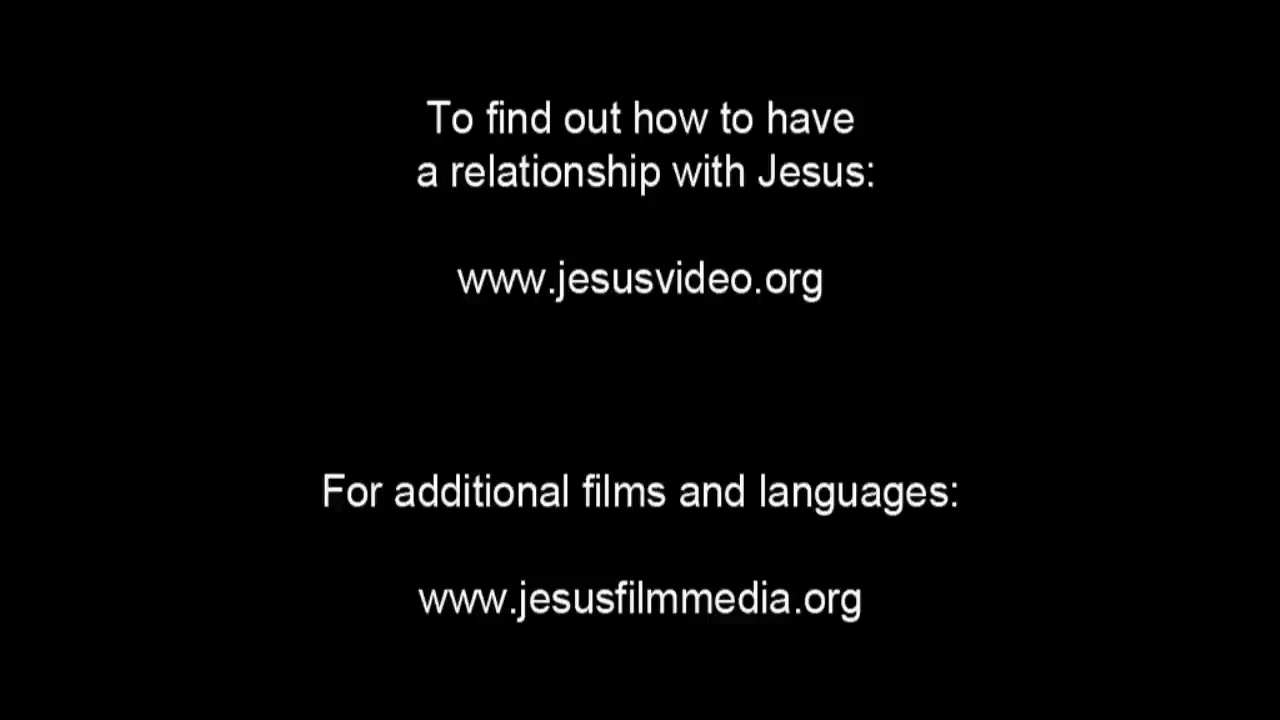 To find out how to have
a relationship with Jesus:
www.jesusvideo.org
For additional films and languages:
www.jesusfilmmedia.org